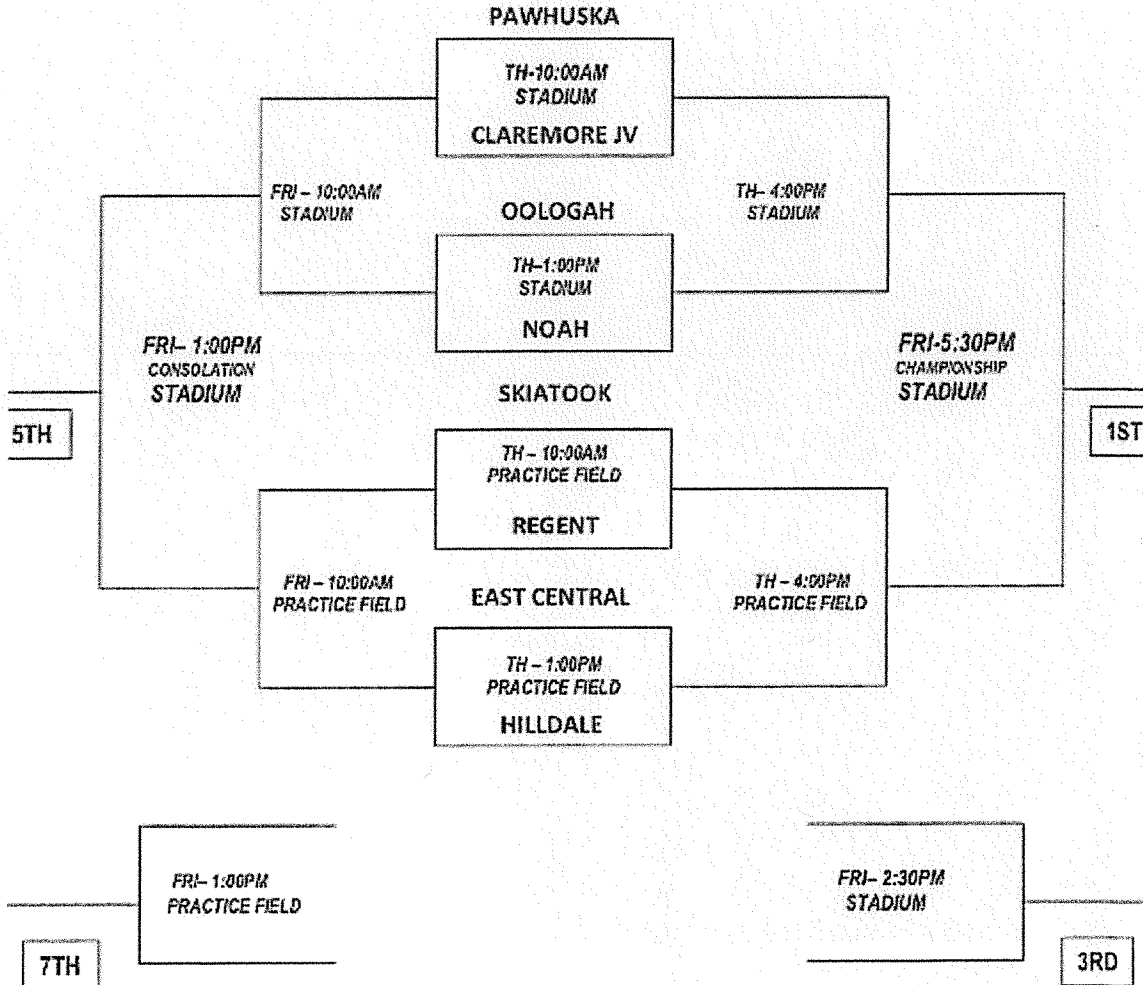 PAWHUSKA
TH-10:00AM
STADIUM
CLAREMORE JV
FRI – 10:00AM
STADIUM
OOLOGAH
TH– 4:00PM
STADIUM
TH–1:00PM
STADIUM
NOAH
FRI– 1:00PM
CONSOLATION
STADIUM
FRI-5:30PM
CHAMPIONSHIP
STADIUM
SKIATOOK
5TH
1ST
TH – 10:00AM
PRACTICE FIELD
REGENT
FRI – 10:00AM
PRACTICE FIELD
EAST CENTRAL
TH – 4:00PM
PRACTICE FIELD
TH – 1:00PM
PRACTICE FIELD
HILLDALE
FRI– 1:00PM
PRACTICE FIELD
FRI– 2:30PM
STADIUM
7TH
3RD